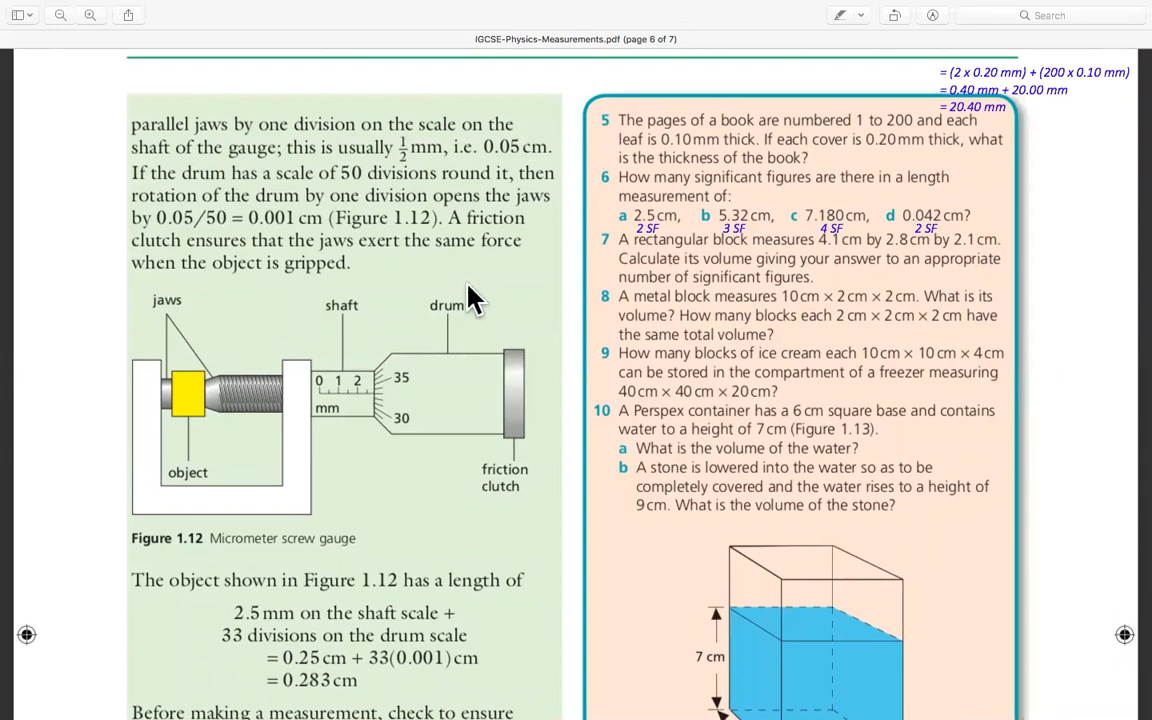 Search
IGCSE-Physics-Measurements.pdf (page 6 of 7)
= (2 x 0.20 mm) + (200 x 0.10 mm)
= 0.40 mm + 20.00 mm
= 20.40 mm
parallel jaws by one division on the scale on the
shaft of the gauge; this is usually ½ mm, i.e. 0.05 cm.
If the drum has a scale of 50 divisions round it, then
rotation of the drum by one division opens the jaws
by 0.05/50 = 0.001 cm (Figure 1.12). A friction
clutch ensures that the jaws exert the same force
when the object is gripped.
jaws
shaft
drum
0 1 2
mm
35
30
object
friction
clutch
Figure 1.12 Micrometer screw gauge
The object shown in Figure 1.12 has a length of
2.5 mm on the shaft scale +
33 divisions on the drum scale
= 0.25 cm + 33(0.001) cm
= 0.283 cm
Before making a measurement, check to ensure
5 The pages of a book are numbered 1 to 200 and each
leaf is 0.10 mm thick. If each cover is 0.20 mm thick, what
is the thickness of the book?
6 How many significant figures are there in a length
measurement of:
a 2.5 cm, b 5.32 cm, c 7.180 cm, d 0.042 cm?
2 SF 3 SF 4 SF 2 SF
7 A rectangular block measures 4.1 cm by 2.8 cm by 2.1 cm.
Calculate its volume giving your answer to an appropriate
number of significant figures.
8 A metal block measures 10 cm × 2 cm × 2 cm. What is its
volume? How many blocks each 2 cm × 2 cm × 2 cm have
the same total volume?
9 How many blocks of ice cream each 10 cm × 10 cm × 4 cm
can be stored in the compartment of a freezer measuring
40 cm × 40 cm × 20 cm?
10 A Perspex container has a 6 cm square base and contains
water to a height of 7 cm (Figure 1.13).
a What is the volume of the water?
b A stone is lowered into the water so as to be
completely covered and the water rises to a height of
9 cm. What is the volume of the stone?
7 cm